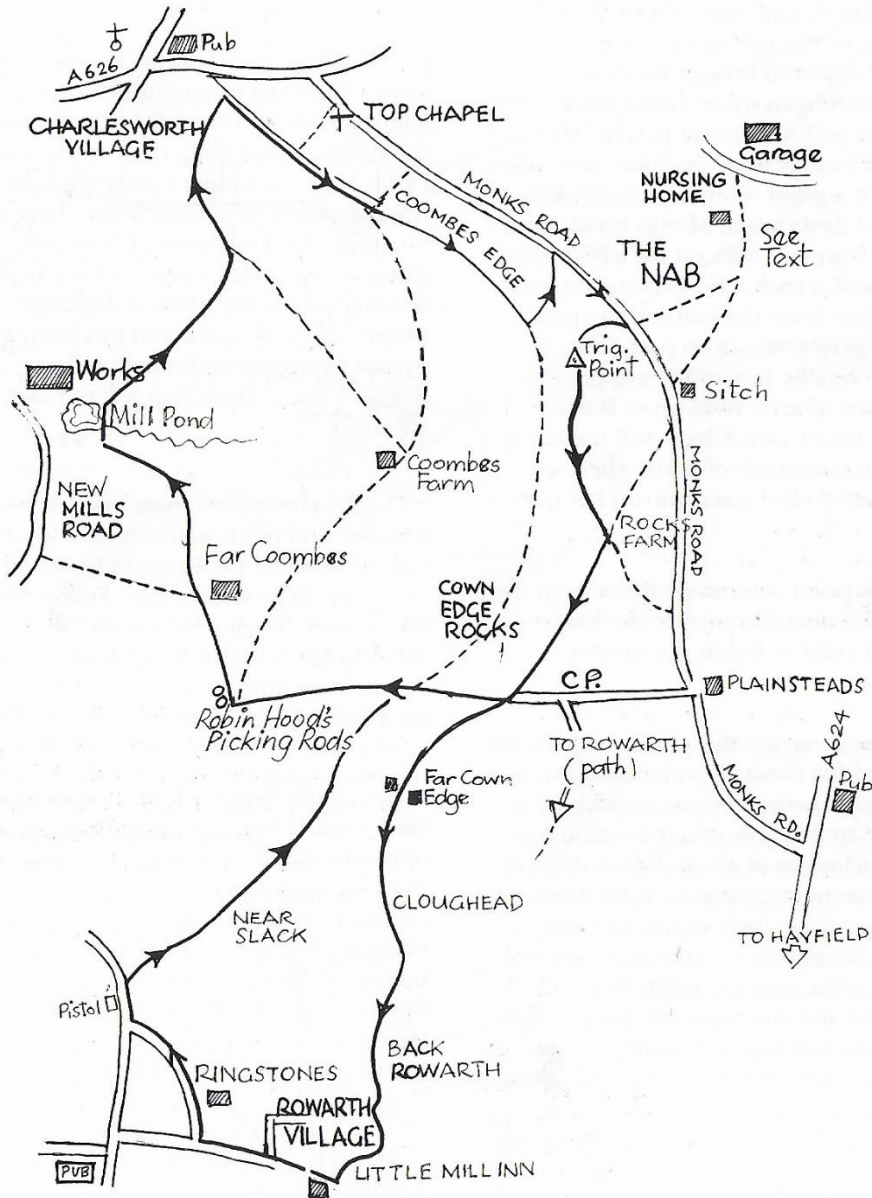 A626
Pub
CHARLESWORTH
VILLAGE
TOP CHAPEL
Garage
MONKS ROAD
NURSING
HOME
COOMBES EDGE
THE
NAB
See
Text
Trig.
Point
Works
Sitch
Mill Pond
Coombes
Farm
NEW
MILLS
ROAD
MONKS ROAD
ROCKS
FARM
Far Coombes
COWN
EDGE
ROCKS
C.P.
PLAINSTEADS
Robin Hood's
Picking Rods
TO ROWARTH
(path)
A624
Pub
Far Cown
Edge
MONKS RD.
CLOUGHEAD
NEAR
SLACK
TO HAYFIELD
Pistol
BACK
ROWARTH
RINGSTONES
ROWARTH
VILLAGE
PUB
LITTLE MILL INN